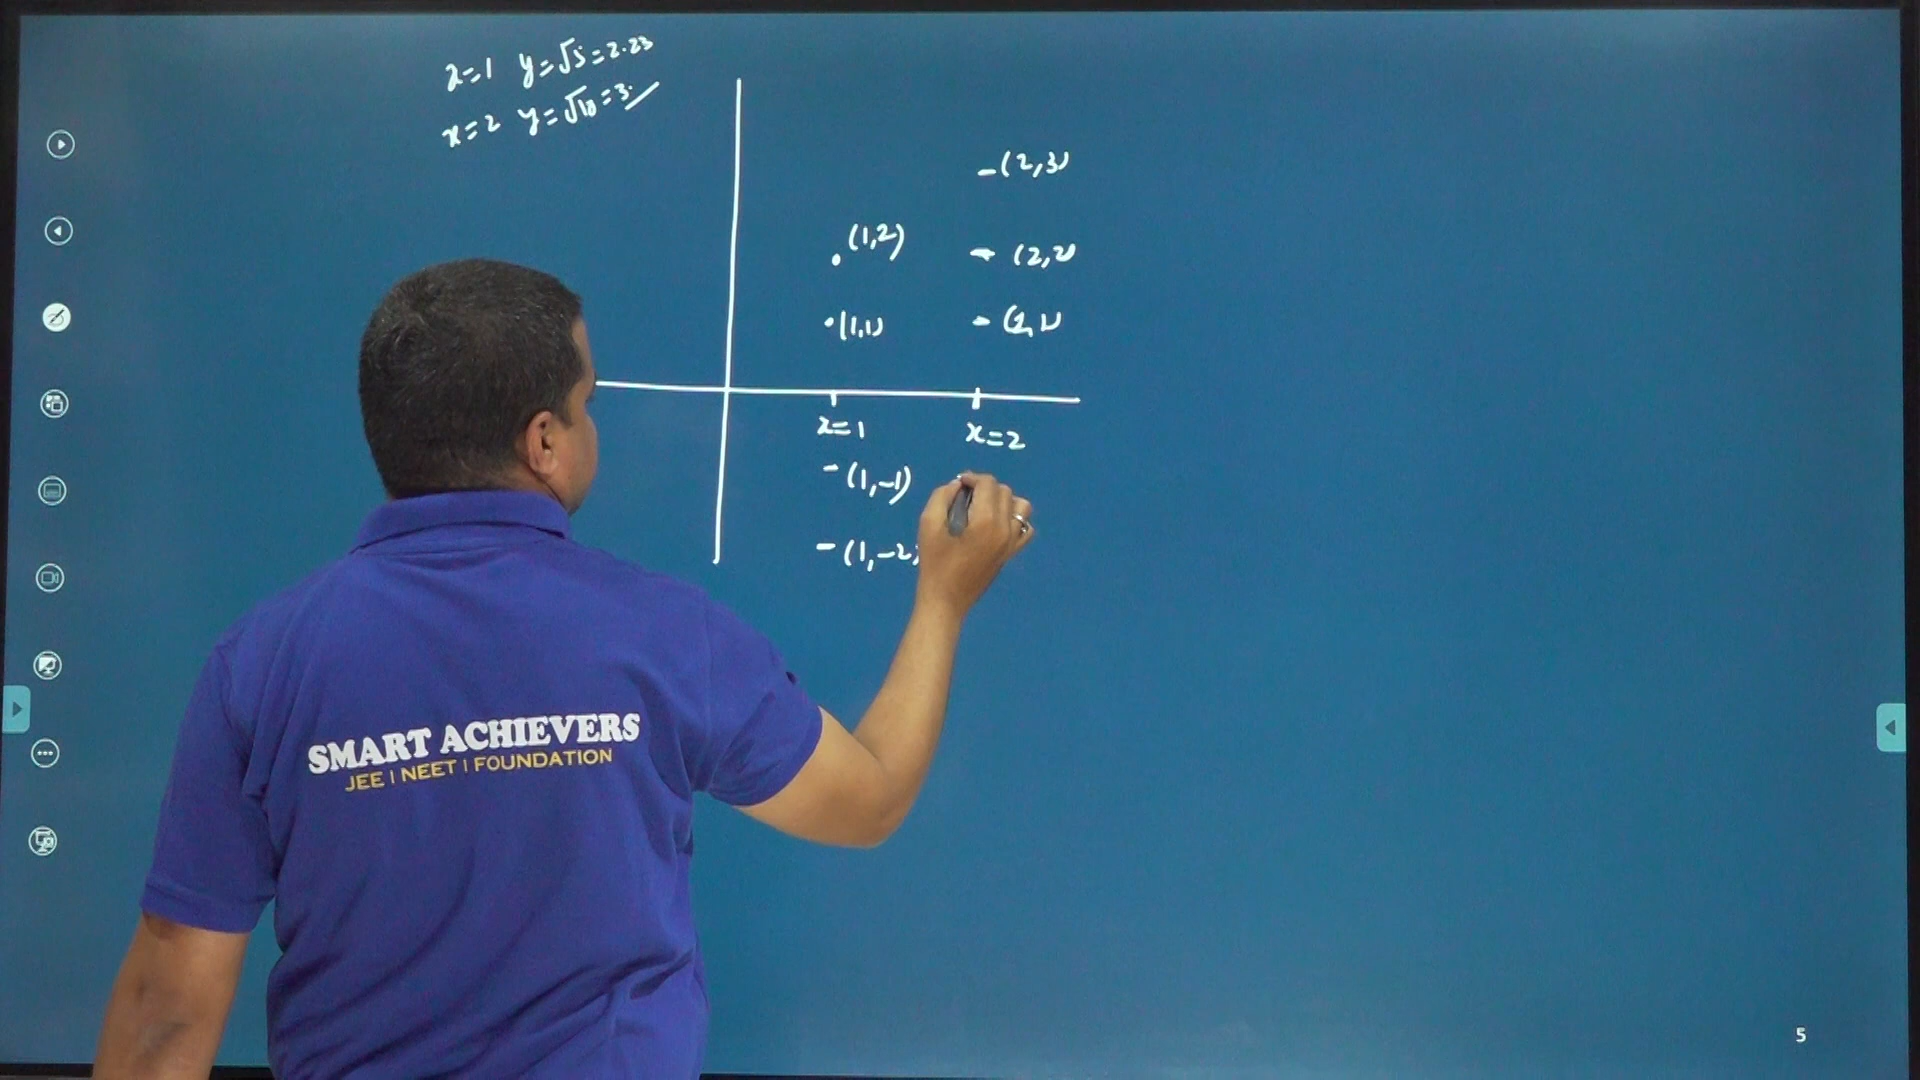 x=1 y=√5=2.23
x=2 y=√10=3.
(2,3)
(1,2)
(2,2)
(1,1)
(2,1)
x=1
x=2
(1,-1)
(1,-2)
SMART ACHIEVERS
JEE | NEET | FOUNDATION
5